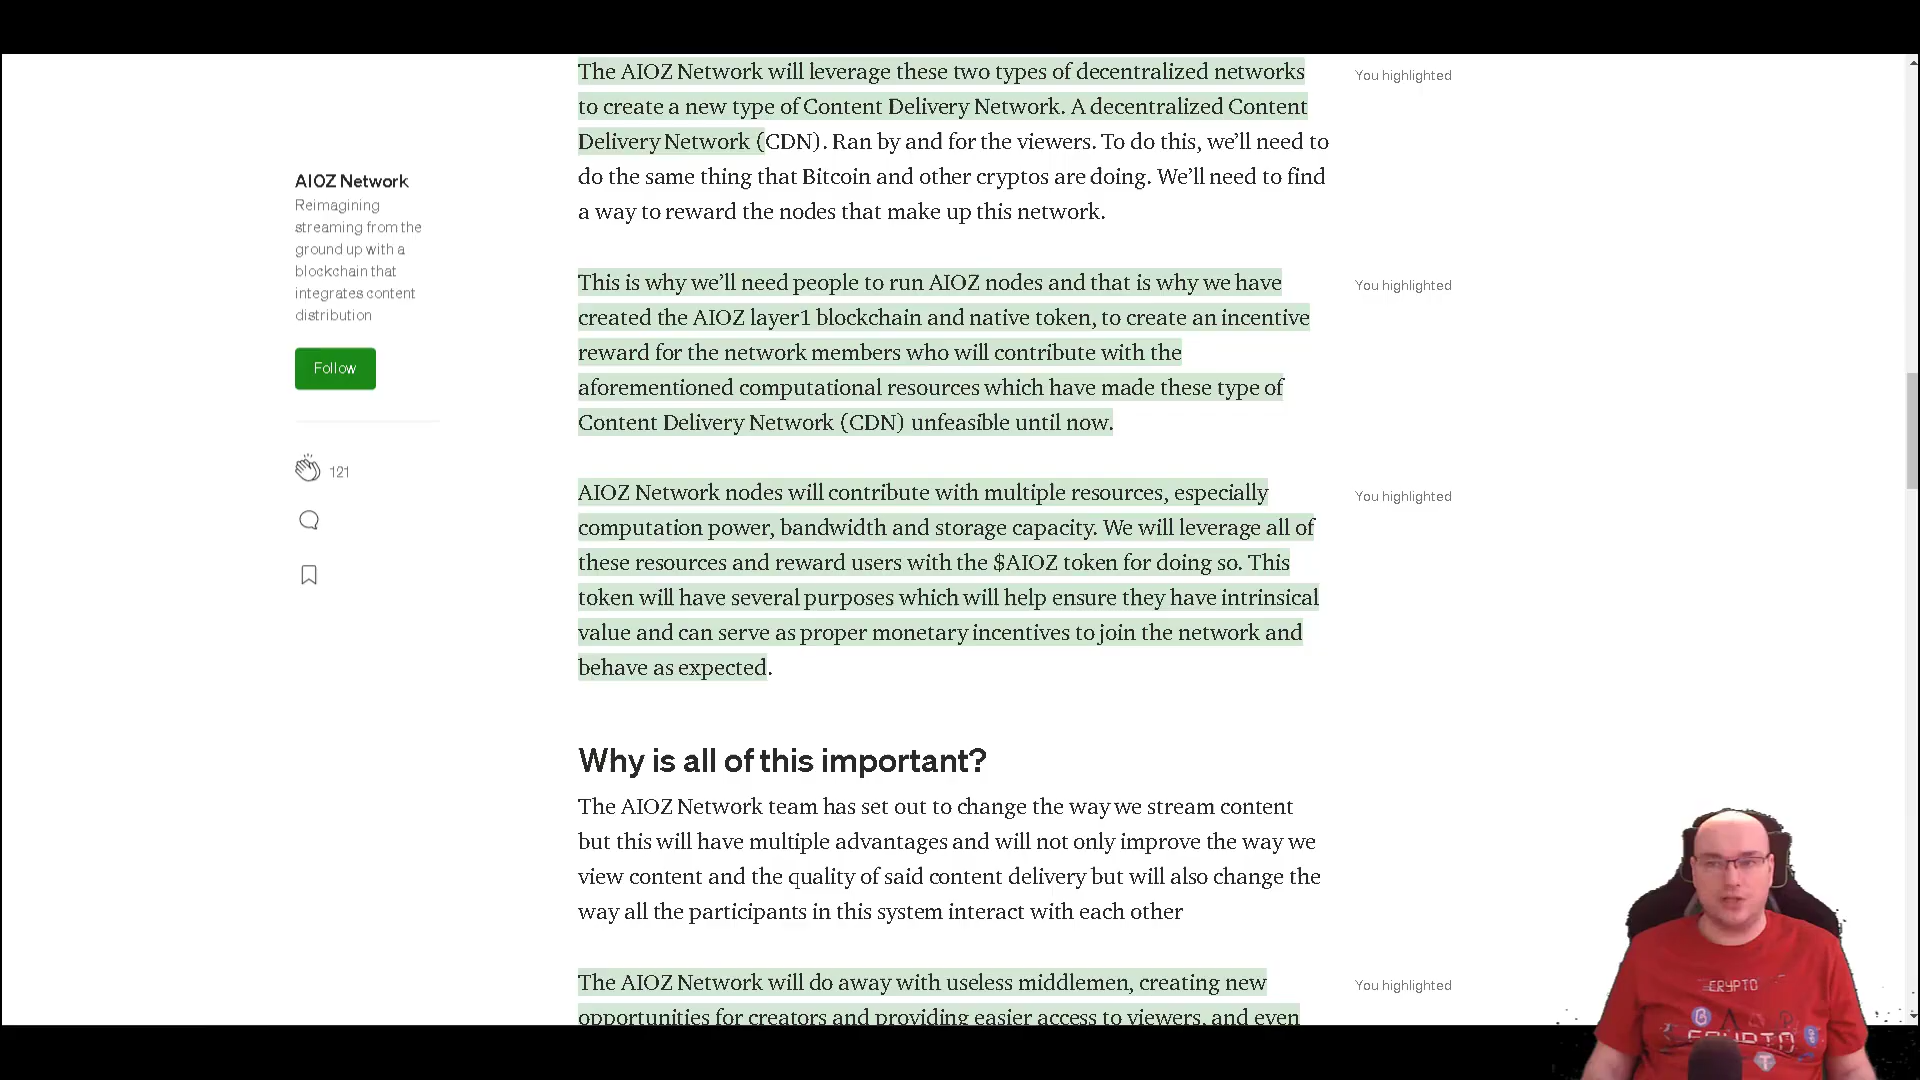 The AIOZ Network will leverage these two types of decentralized networks
to create a new type of Content Delivery Network. A decentralized Content
Delivery Network (CDN). Ran by and for the viewers. To do this, we’ll need to
do the same thing that Bitcoin and other cryptos are doing. We’ll need to find
a way to reward the nodes that make up this network.
You highlighted
AIOZ Network
Reimagining
streaming from the
ground up with a
blockchain that
integrates content
distribution
Follow
121
This is why we’ll need people to run AIOZ nodes and that is why we have
created the AIOZ layer1 blockchain and native token, to create an incentive
reward for the network members who will contribute with the
aforementioned computational resources which have made these type of
Content Delivery Network (CDN) unfeasible until now.
You highlighted
AIOZ Network nodes will contribute with multiple resources, especially
computation power, bandwidth and storage capacity. We will leverage all of
these resources and reward users with the $AIOZ token for doing so. This
token will have several purposes which will help ensure they have intrinsical
value and can serve as proper monetary incentives to join the network and
behave as expected.
You highlighted
Why is all of this important?
The AIOZ Network team has set out to change the way we stream content
but this will have multiple advantages and will not only improve the way we
view content and the quality of said content delivery but will also change the
way all the participants in this system interact with each other
The AIOZ Network will do away with useless middlemen, creating new
opportunities for creators and providing easier access to viewers, and even
You highlighted
CRYPTO
CRYPTO